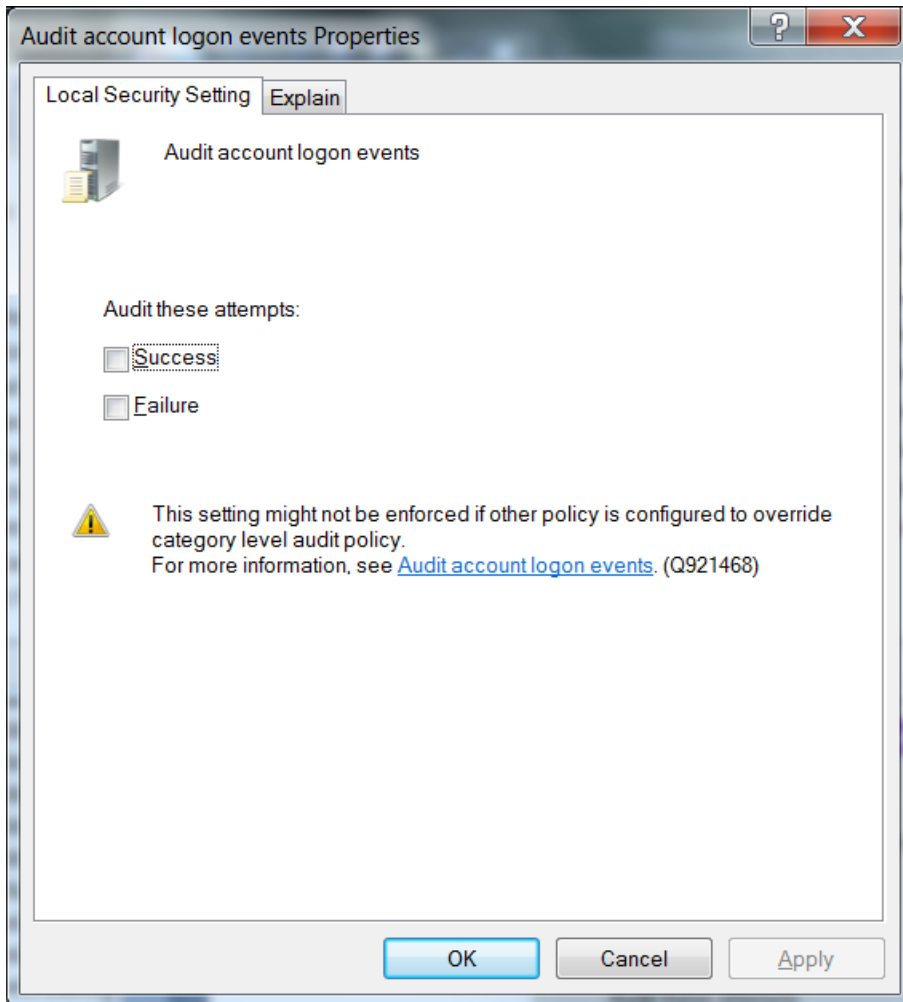 Audit account logon events Properties
Local Security Setting
Explain
Audit account logon events
Audit these attempts:
Success
Failure
This setting might not be enforced if other policy is configured to override
category level audit policy.
For more information, see Audit account logon events. (Q921468)
OK
Cancel
Apply